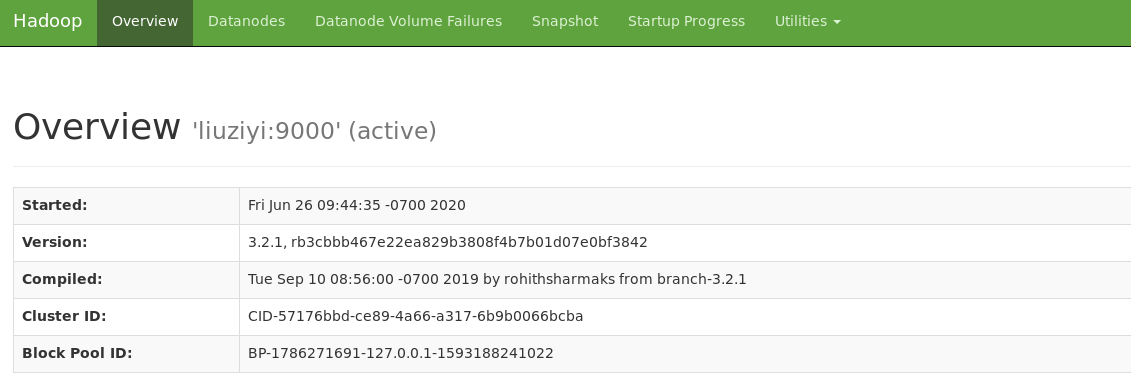 Hadoop Overview Datanodes Datanode Volume Failures Snapshot Startup Progress Utilities
Overview 'liuziyi:9000' (active)
Started: Fri Jun 26 09:44:35 -0700 2020
Version: 3.2.1, rb3cbbb467e22ea829b3808f4b7b01d07e0bf3842
Compiled: Tue Sep 10 08:56:00 -0700 2019 by rohithsharmaks from branch-3.2.1
Cluster ID: CID-57176bbd-ce89-4a66-a317-6b9b0066bcba
Block Pool ID: BP-1786271691-127.0.0.1-1593188241022